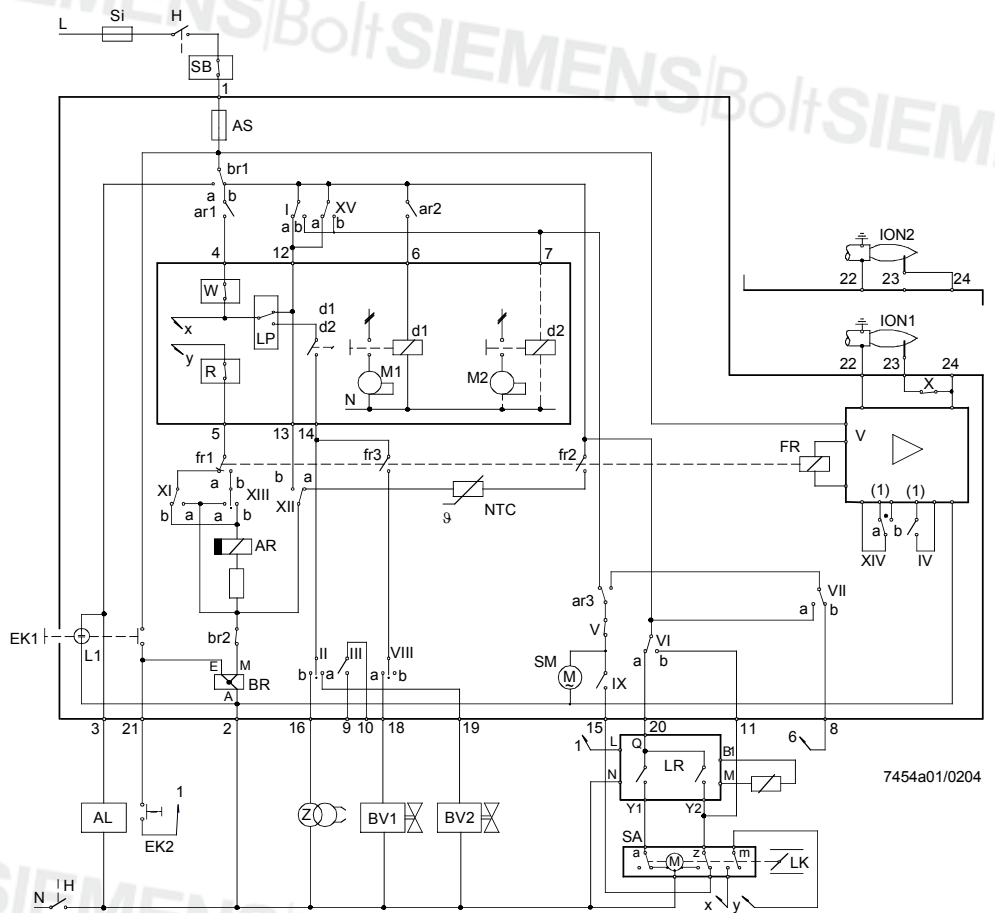 SIEMENS|Bolt SIEMENS|Bolt SIEM
L Si H
SB
1
AS
br1
a b
ar1
I
a b
XV
b
ar2
4 12 6 7
W
x
LP
d1
d2
d1
d2
y
R
M1
M2
N
5 13 14
ION2
22 23 24
ION1
22 23 24
X
V
V
FR
fr1
a
b
fr3
fr2
XI
b a
XIII
a b
b a
XII
ϑ NTC
(1) (1)
a b
XIV IV
AR
ar3
VII
a b
V
VI
a b
EK1
L1
br2
E M
BR
A
II
b a
III
VIII
a b
SM
M
~
IX
3 21 2 16 9 10 18 19 15 20 11 8
1
L Q B1
LR
N M
Y1 Y2
6
7454a01/0204
AL
1
EK2
Z
BV1
BV2
SA
a M z m
LK
N H
x y
SIEMENS